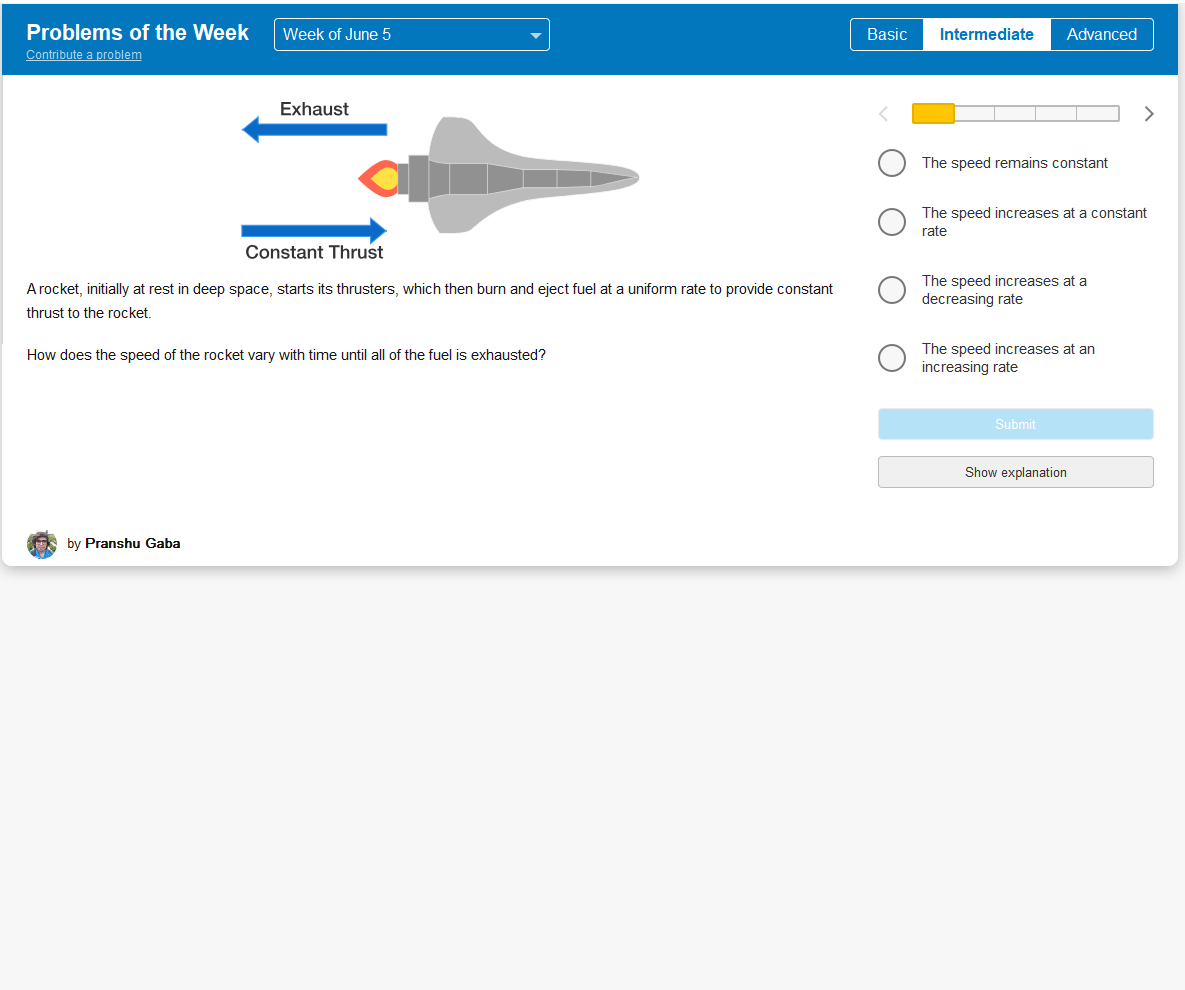 Problems of the Week
Contribute a problem
Week of June 5
Basic
Intermediate
Advanced
Exhaust
Constant Thrust
A rocket, initially at rest in deep space, starts its thrusters, which then burn and eject fuel at a uniform rate to provide constant
thrust to the rocket.
How does the speed of the rocket vary with time until all of the fuel is exhausted?
The speed remains constant
The speed increases at a constant
rate
The speed increases at a
decreasing rate
The speed increases at an
increasing rate
Submit
Show explanation
by Pranshu Gaba